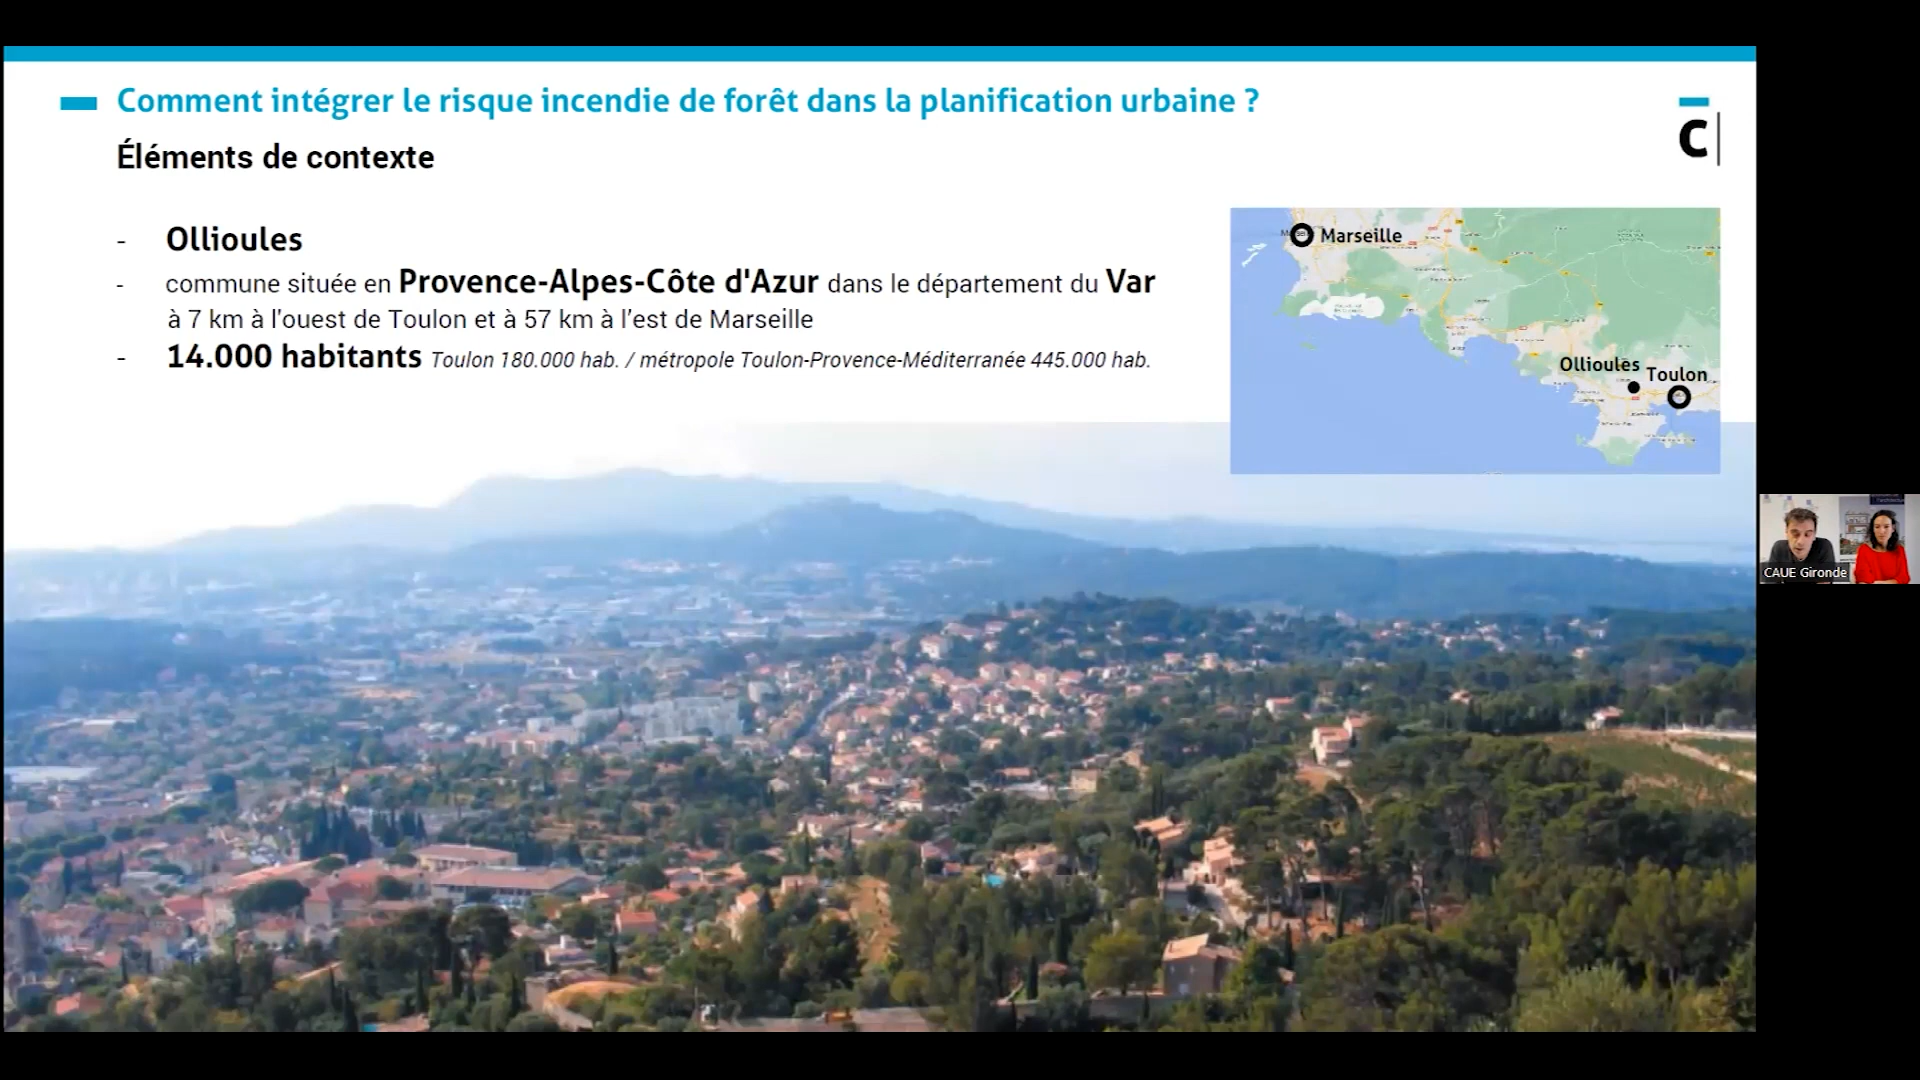 Comment intégrer le risque incendie de forêt dans la planification urbaine ?
Éléments de contexte
C|
- Ollioules
- commune située en Provence-Alpes-Côte d'Azur dans le département du Var
à 7 km à l'ouest de Toulon et à 57 km à l'est de Marseille
- 14.000 habitants Toulon 180.000 hab. / métropole Toulon-Provence-Méditerranée 445.000 hab.
Marseille
Ollioules
Toulon
CAUE Gironde